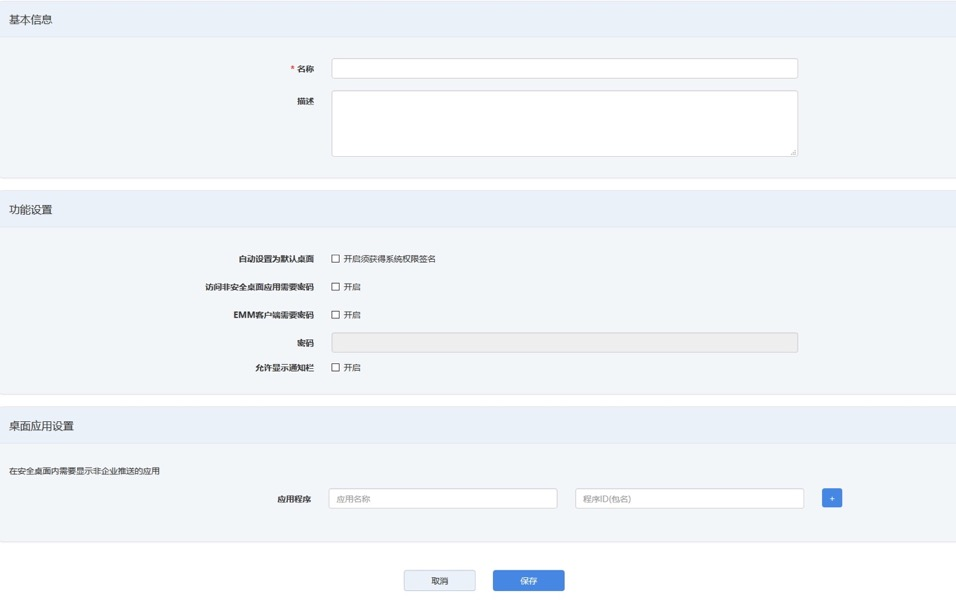 基本信息
* 名称
描述
功能设置
自动设置为默认桌面 开启须获得系统权限签名
访问非安全桌面应用需要密码 开启
EMM客户端需要密码 开启
密码
允许显示通知栏 开启
桌面应用设置
在安全桌面内需要显示非企业推送的应用
应用程序 应用名称 程序ID(包名) +
取消 保存